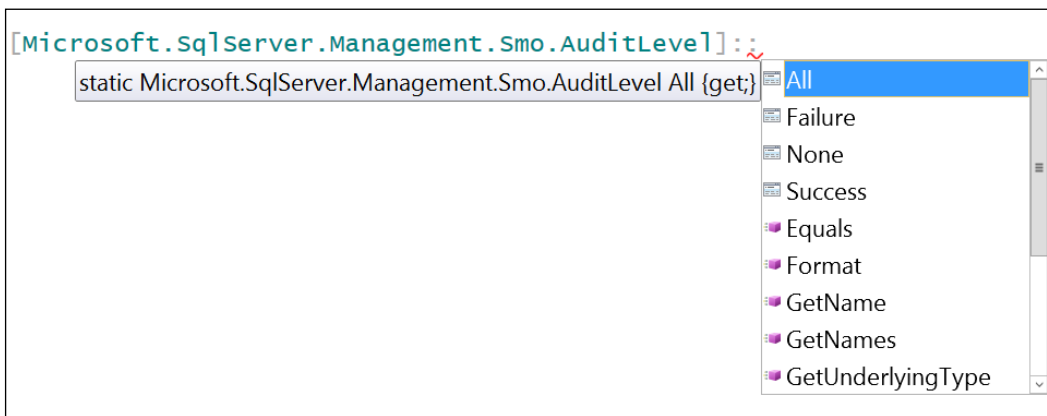 [Microsoft.SqlServer.Management.Smo.AuditLevel]::
static Microsoft.SqlServer.Management.Smo.AuditLevel All {get;}
All
Failure
None
Success
Equals
Format
GetName
GetNames
GetUnderlyingType